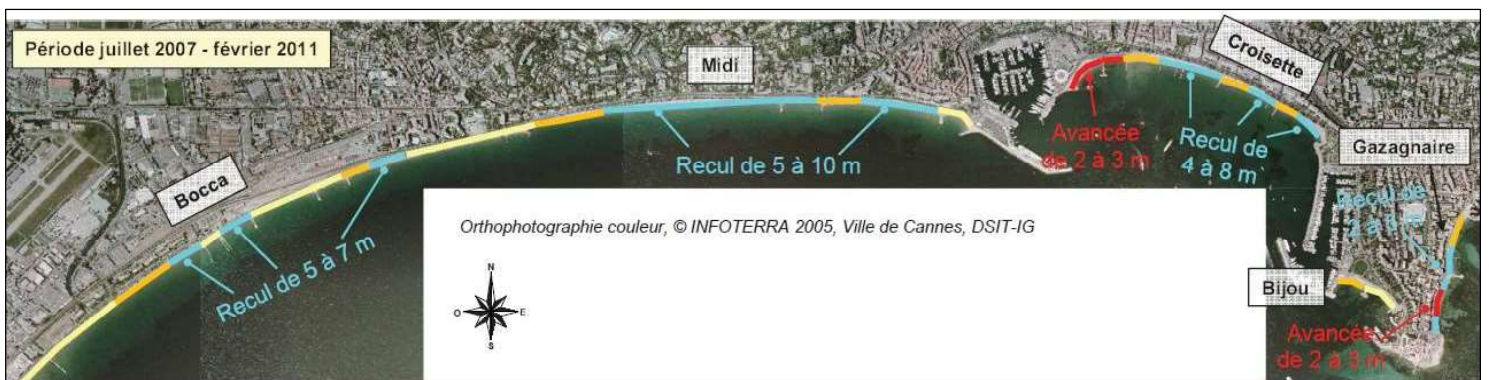 Période juillet 2007 - février 2011
Bocca
Recul de 5 à 7 m
Midi
Recul de 5 à 10 m
Avancée
de 2 à 3 m
Croisette
Recul de
4 à 8 m
Gazagnaire
Recul de
Bijou
Avancée
de 2 à 3 m
Orthophotographie couleur, © INFOTERRA 2005, Ville de Cannes, DSIT-IG
N
O
E
S